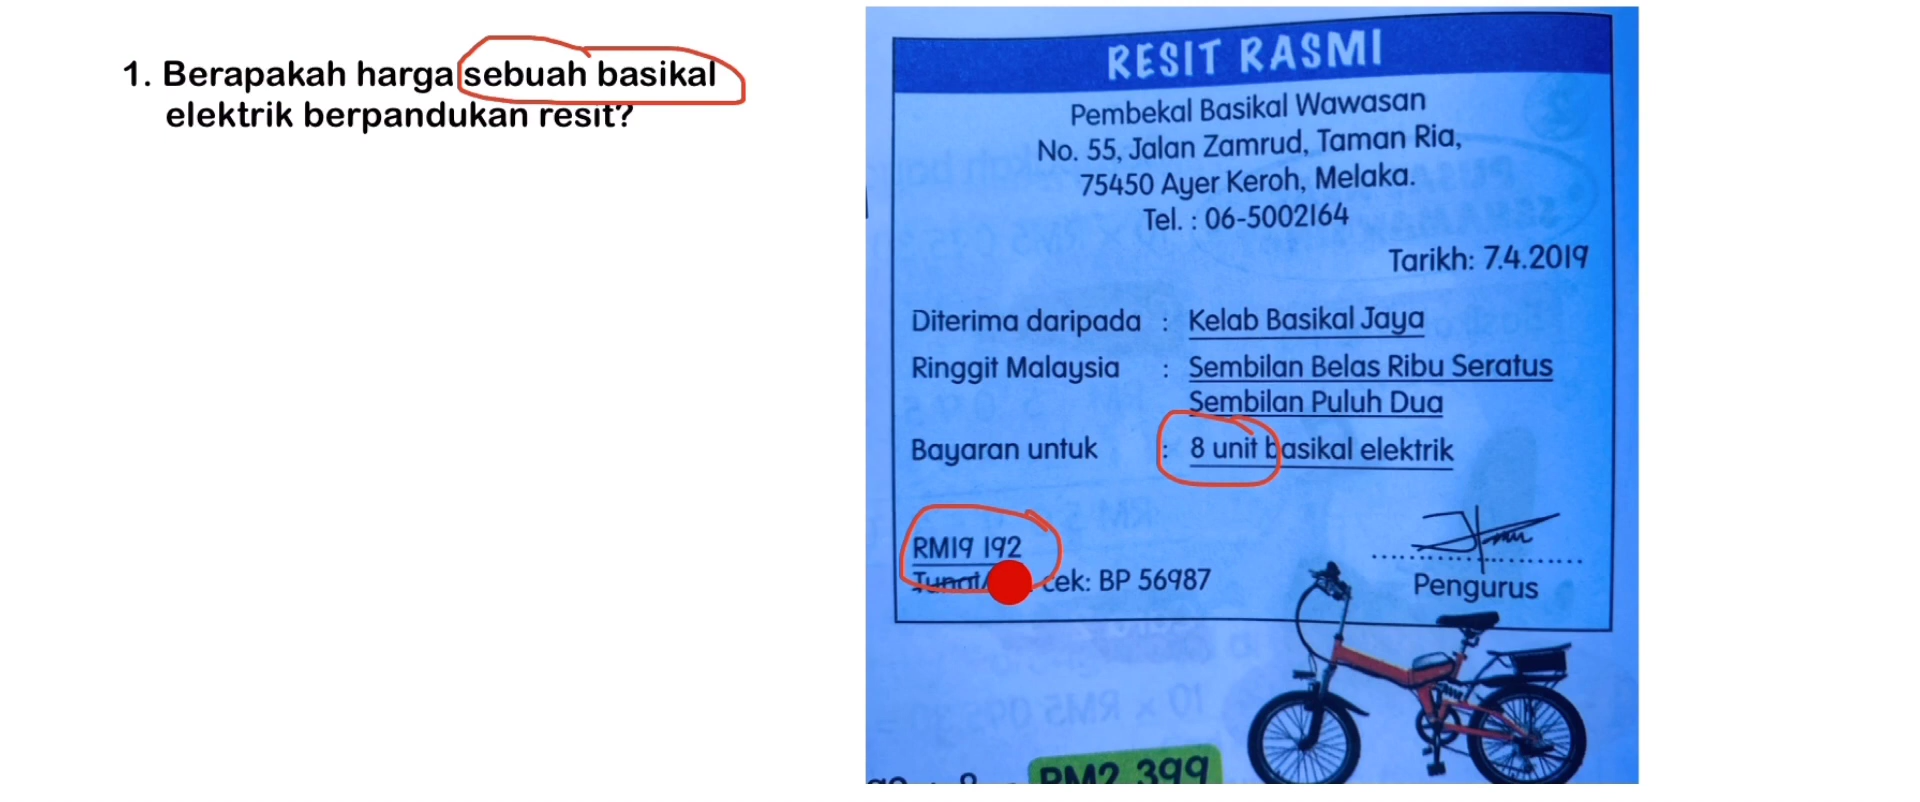 1. Berapakah harga sebuah basikal
elektrik berpandukan resit?
RESIT RASMI
Pembekal Basikal Wawasan
No. 55, Jalan Zamrud, Taman Ria,
75450 Ayer Keroh, Melaka.
Tel. : 06-5002164
Tarikh: 7.4.2019
Diterima daripada : Kelab Basikal Jaya
Ringgit Malaysia : Sembilan Belas Ribu Seratus
Sembilan Puluh Dua
Bayaran untuk : 8 unit basikal elektrik
RM19 192
Tunai/ cek: BP 56987
Pengurus
RM2 399